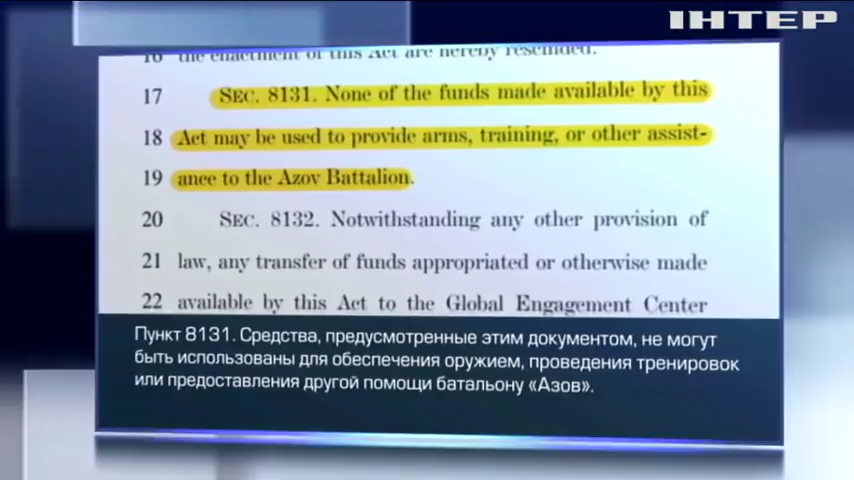 ІНТЕР
16 the enactment of this Act are hereby rescinded.
17 SEC. 8131. None of the funds made available by this
18 Act may be used to provide arms, training, or other assist-
19 ance to the Azov Battalion.
20 SEC. 8132. Notwithstanding any other provision of
21 law, any transfer of funds appropriated or otherwise made
22 available by this Act to the Global Engagement Center
Пункт 8131. Средства, предусмотренные этим документом, не могут
быть использованы для обеспечения оружием, проведения тренировок
или предоставления другой помощи батальону «Азов».